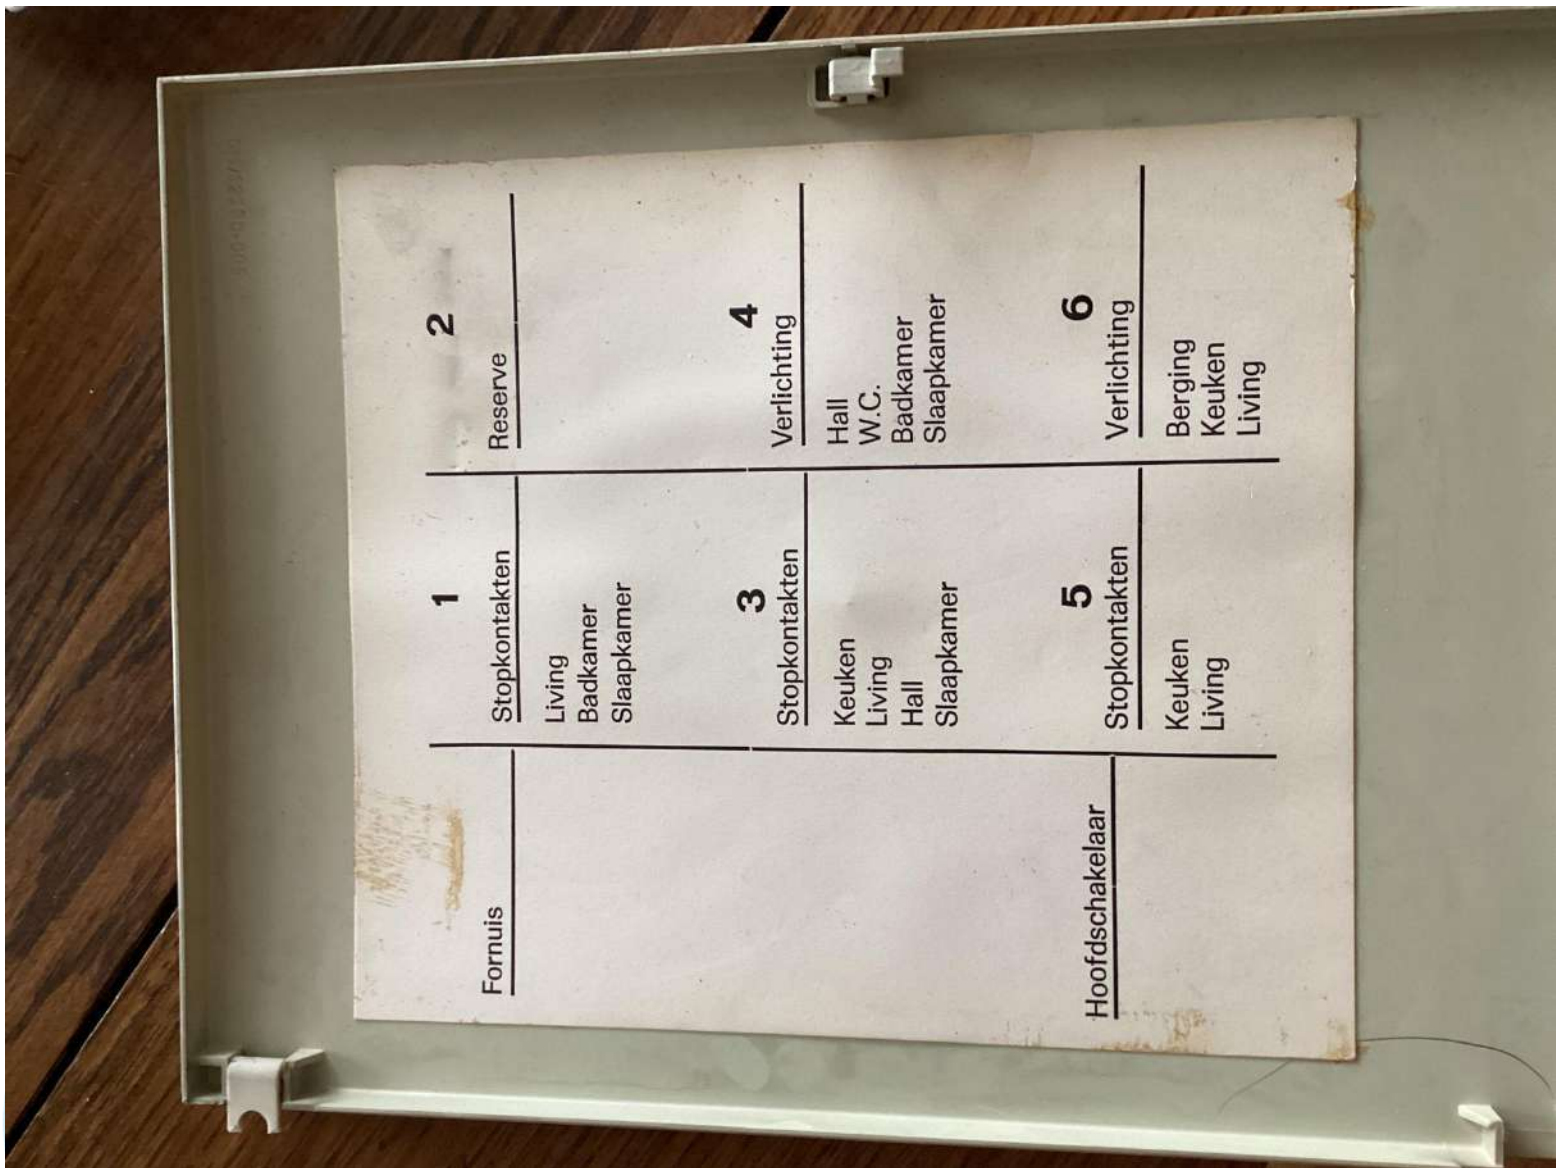 Fornuis
1
Stopkontakten
Living
Badkamer
Slaapkamer
2
Reserve
3
Stopkontakten
Keuken
Living
Hall
Slaapkamer
4
Verlichting
Hall
W.C.
Badkamer
Slaapkamer
Hoofdschakelaar
5
Stopkontakten
Keuken
Living
6
Verlichting
Berging
Keuken
Living